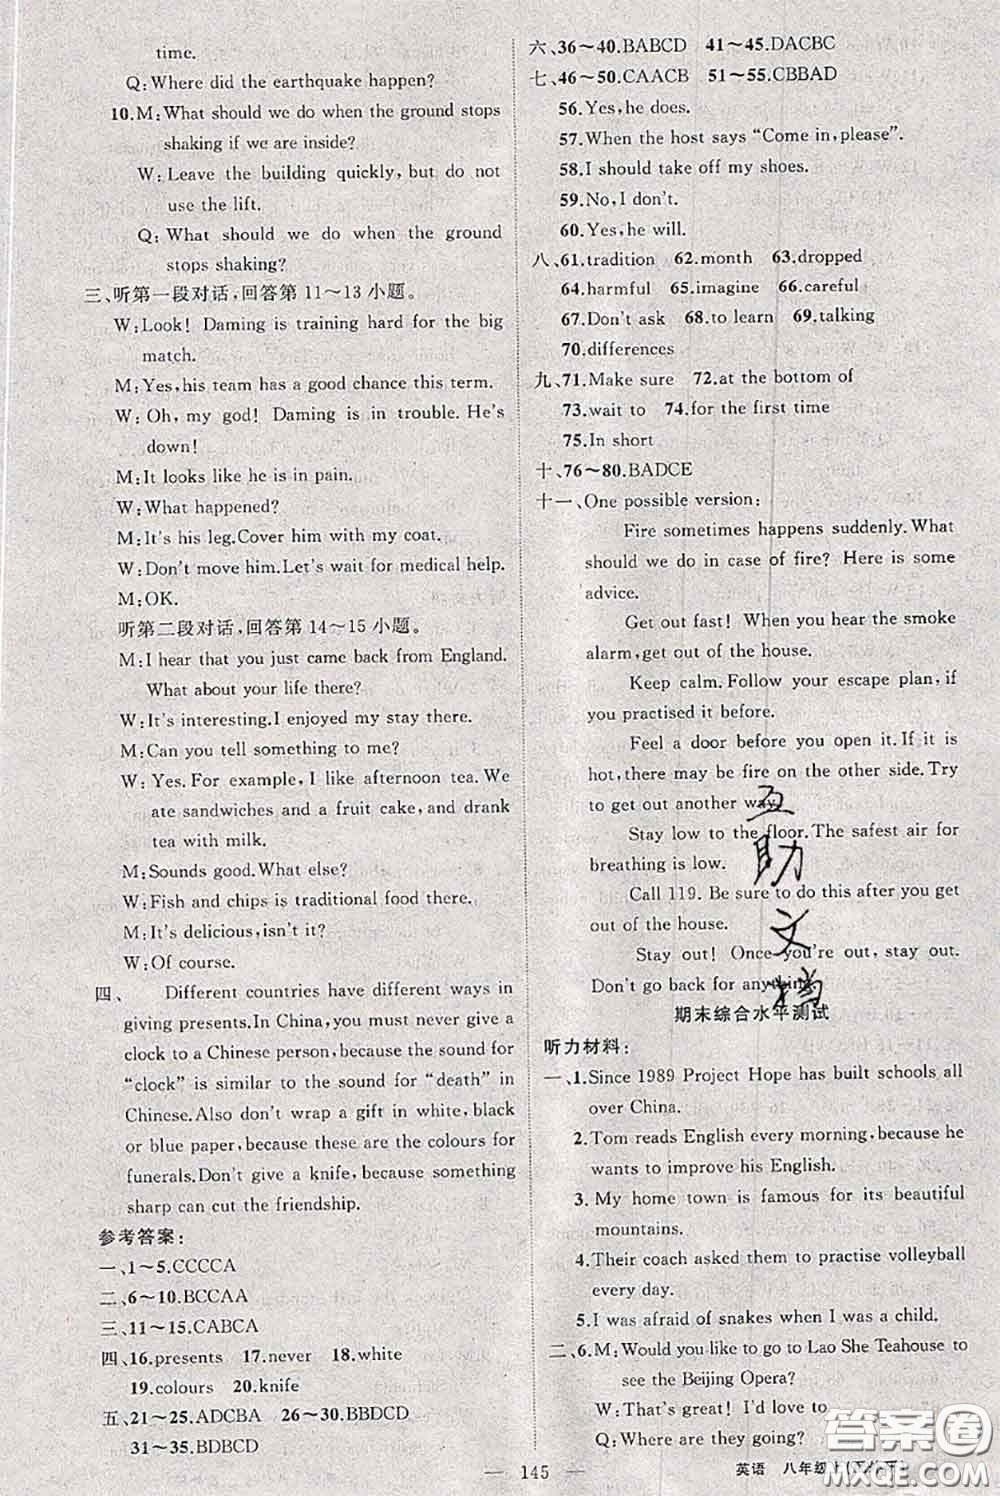 time.
Q:Where did the earthquake happen?
10.M:What should we do when the ground stops
shaking if we are inside?
W:Leave the building quickly, but do not
use the lift.
Q:What should we do when the ground
stops shaking?
三、听第一段对话,回答第11～13小题。
W:Look! Daming is training hard for the big
match.
M:Yes,his team has a good chance this term.
W:Oh, my god! Daming is in trouble. He's
down!
M:It looks like he is in pain.
W:What happened?
M:It's his leg.Cover him with my coat.
W:Don't move him.Let's wait for medical help.
M:OK.
听第二段对话,回答第14～15小题。
M:I hear that you just came back from England.
What about your life there?
W:It's interesting.I enjoyed my stay there.
M:Can you tell something to me?
W:Yes. For example,I like afternoon tea. We
ate sandwiches and a fruit cake, and drank
tea with milk.
M:Sounds good.What else?
W:Fish and chips is traditional food there.
M:It's delicious,isn't it?
W:Of course.
四、Different countries have different ways in
giving presents.In China,you must never give a
clock to a Chinese person,because the sound for
“clock” is similar to the sound for “death” in
Chinese.Also don't wrap a gift in white, black
or blue paper,because these are the colours for
funerals.Don't give a knife,because something
sharp can cut the friendship.
参考答案:
一、1～5.CCCCA
二、6～10.BCCAA
三、11～15.CABCA
四、16.presents 17.never 18.white
19.colours 20.knife
五、21～25.ADCBA 26～30.BBDCD
31～35.BDBCD
六、36～40.BABCD 41～45.DACBC
七、46～50.CAACB 51～55.CBBAD
56.Yes,he does.
57.When the host says “Come in,please”.
58.I should take off my shoes.
59.No,I don't.
60.Yes,he will.
八、61.tradition 62.month 63.dropped
64.harmful 65.imagine 66.careful
67.Don't ask 68.to learn 69.talking
70.differences
九、71.Make sure 72.at the bottom of
73.wait to 74.for the first time
75.In short
十、76～80.BADCE
十一、One possible version:
Fire sometimes happens suddenly. What
should we do in case of fire? Here is some
advice.
Get out fast! When you hear the smoke
alarm,get out of the house.
Keep calm. Follow your escape plan, if
you practised it before.
Feel a door before you open it. If it is
hot,there may be fire on the other side. Try
to get out another way.
Stay low to the floor.The safest air for
breathing is low.
Call 119. Be sure to do this after you get
out of the house.
Stay out! Once you're out, stay out.
Don't go back for anything.
互助文档
期末综合水平测试
听力材料:
一、1.Since 1989 Project Hope has built schools all
over China.
2.Tom reads English every morning,because he
wants to improve his English.
3.My home town is famous for its beautiful
mountains.
4.Their coach asked them to practise volleyball
every day.
5.I was afraid of snakes when I was a child.
二、6.M:Would you like to go to Lao She Teahouse to
see the Beijing Opera?
W:That's great! I'd love to.
Q:Where are they going?
答案圈
— 145 —
英语 八年级